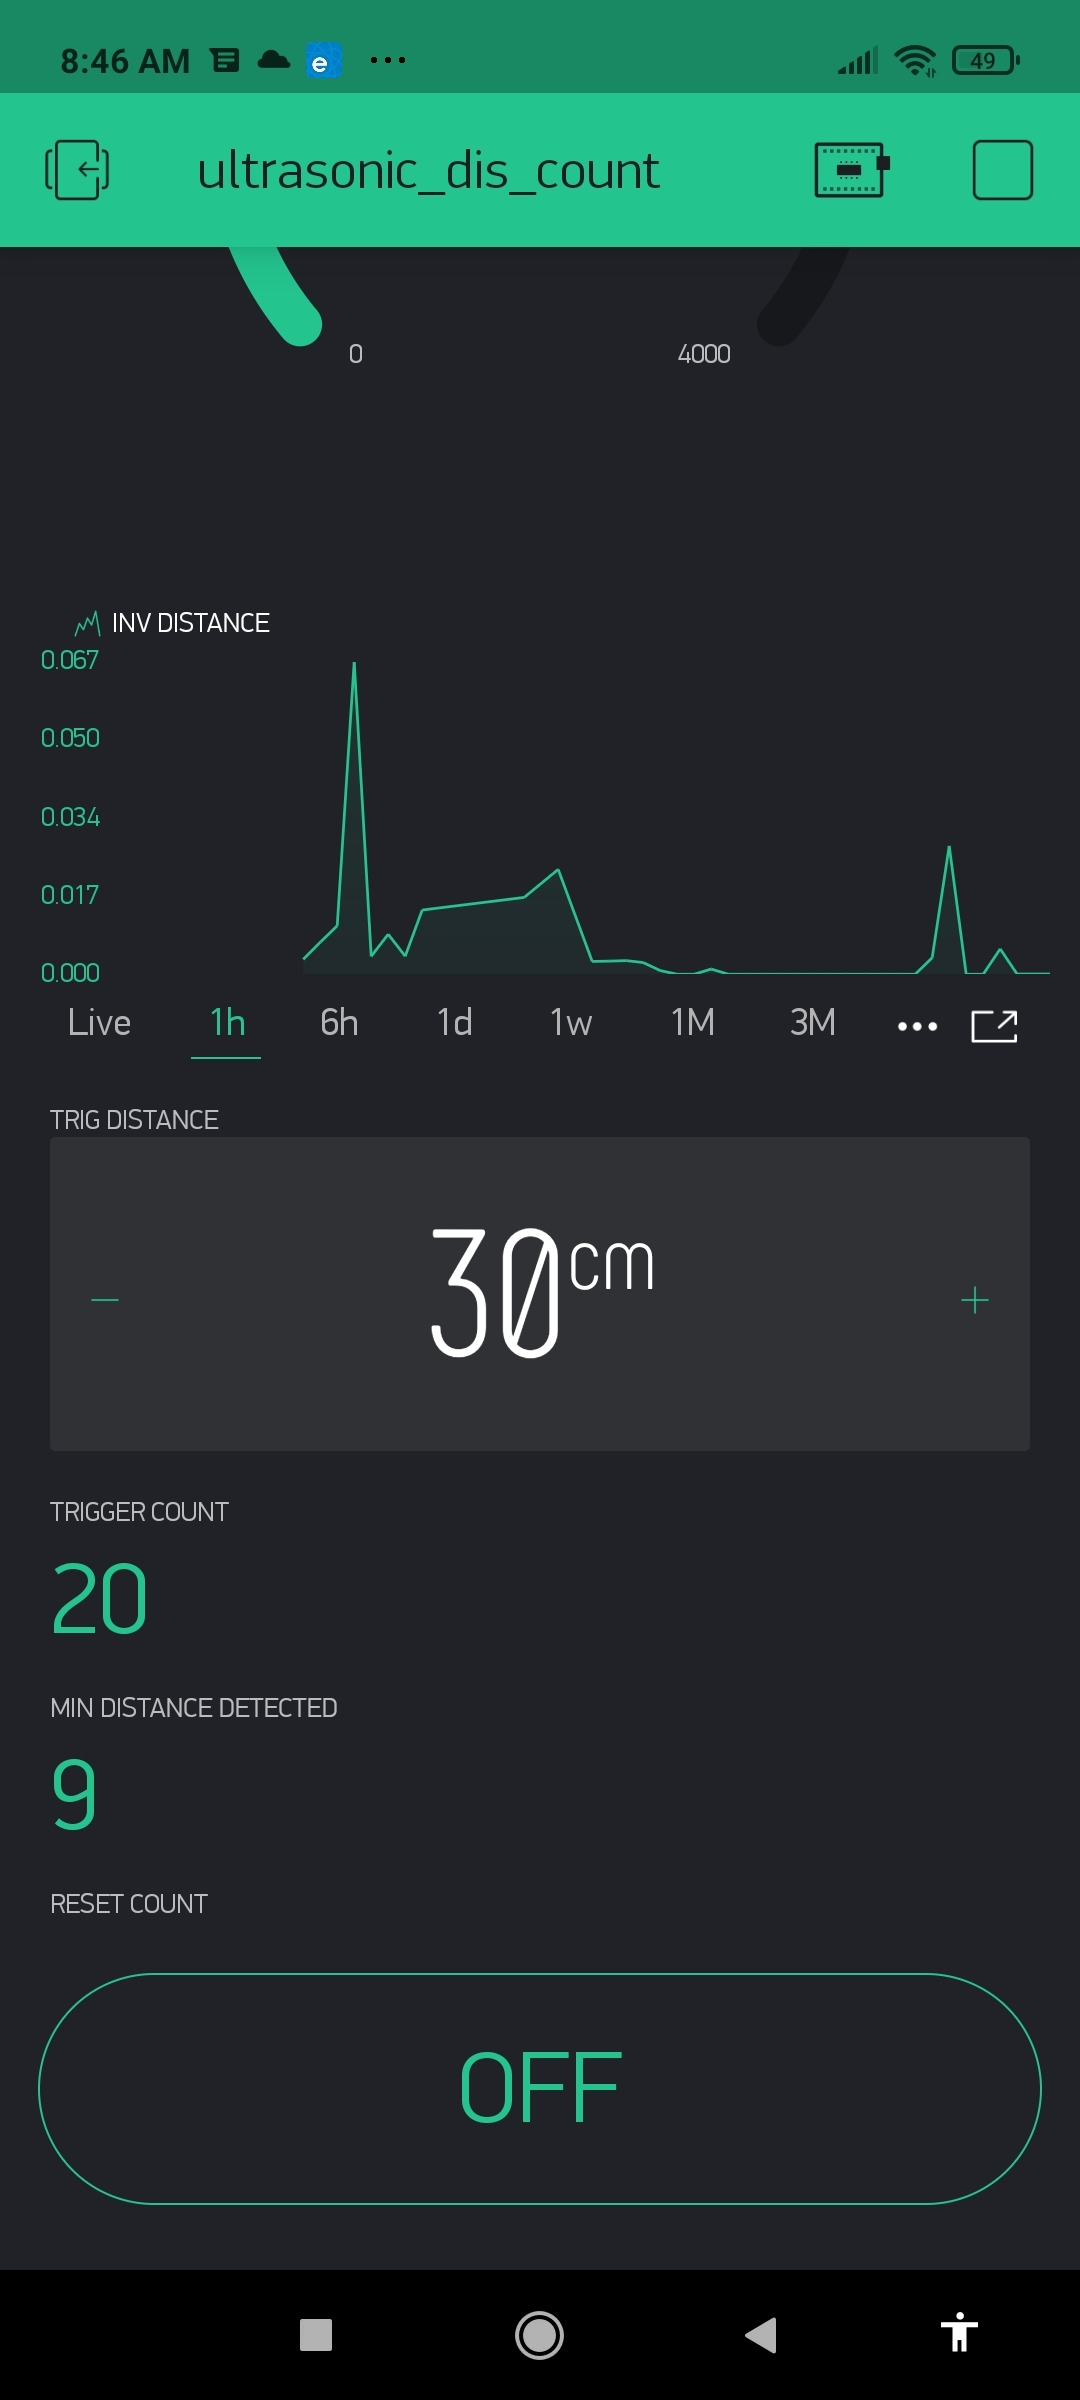 8:46 AM
49
ultrasonic_dis_count
0 4000
INV DISTANCE
0.067
0.050
0.034
0.017
0.000
Live 1h 6h 1d 1w 1M 3M
TRIG DISTANCE
– 30 cm +
TRIGGER COUNT
20
MIN DISTANCE DETECTED
9
RESET COUNT
OFF